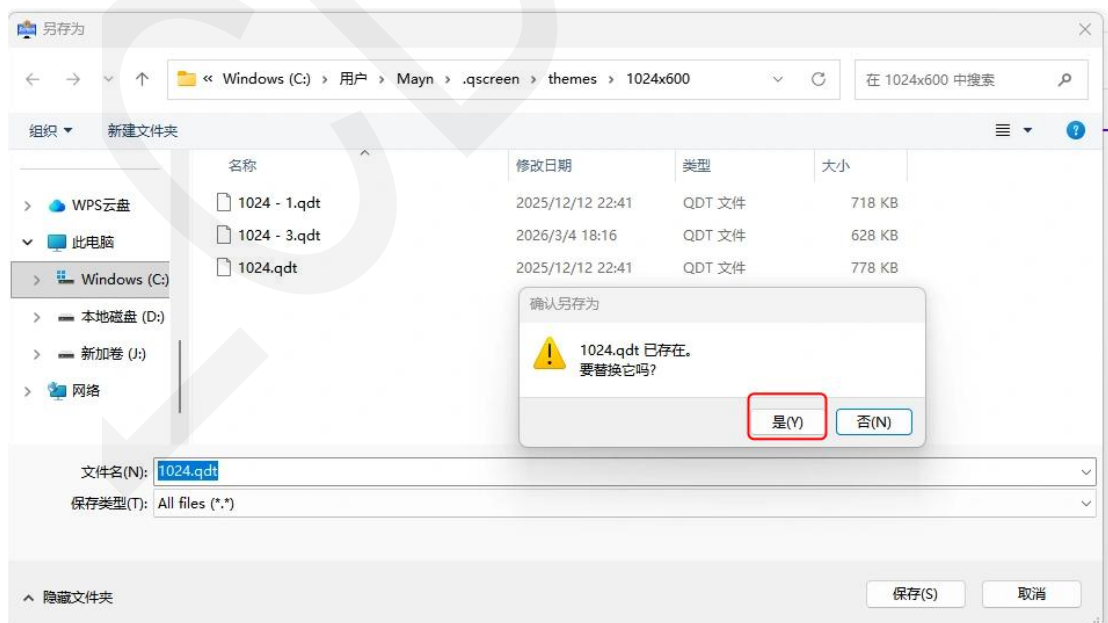 另存为
« Windows (C:) › 用户 › Mayn › .qscreen › themes › 1024x600
在 1024x600 中搜索
组织 新建文件夹
名称 修改日期 类型 大小
1024 - 1.qdt 2025/12/12 22:41 QDT 文件 718 KB
1024 - 3.qdt 2026/3/4 18:16 QDT 文件 628 KB
1024.qdt 2025/12/12 22:41 QDT 文件 778 KB
WPS云盘
此电脑
Windows (C:)
本地磁盘 (D:)
新加卷 (J:)
网络
确认另存为
1024.qdt 已存在。
要替换它吗?
是(Y) 否(N)
文件名(N): 1024.qdt
保存类型(T): All files (*.*)
隐藏文件夹 保存(S) 取消